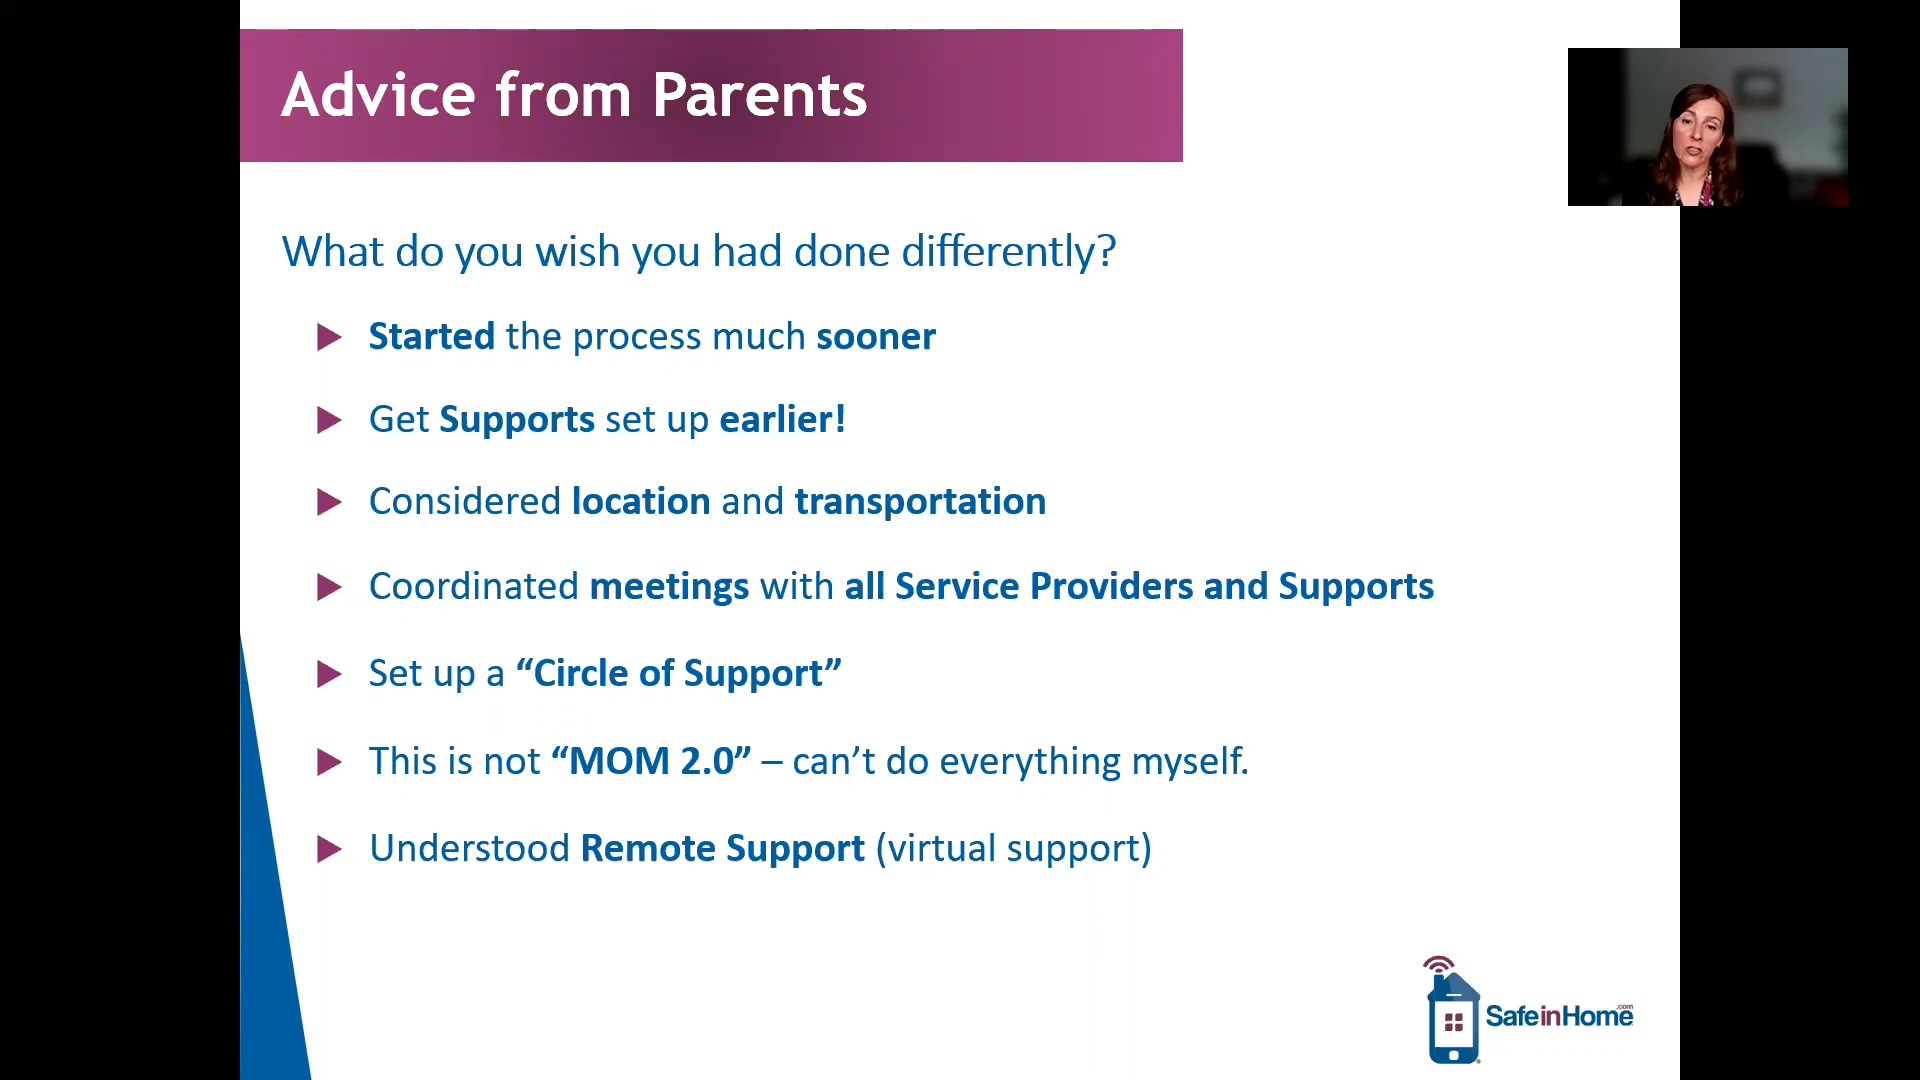 Advice from Parents
What do you wish you had done differently?
Started the process much sooner
Get Supports set up earlier!
Considered location and transportation
Coordinated meetings with all Service Providers and Supports
Set up a “Circle of Support”
This is not “MOM 2.0” – can’t do everything myself.
Understood Remote Support (virtual support)
SafeinHome.com